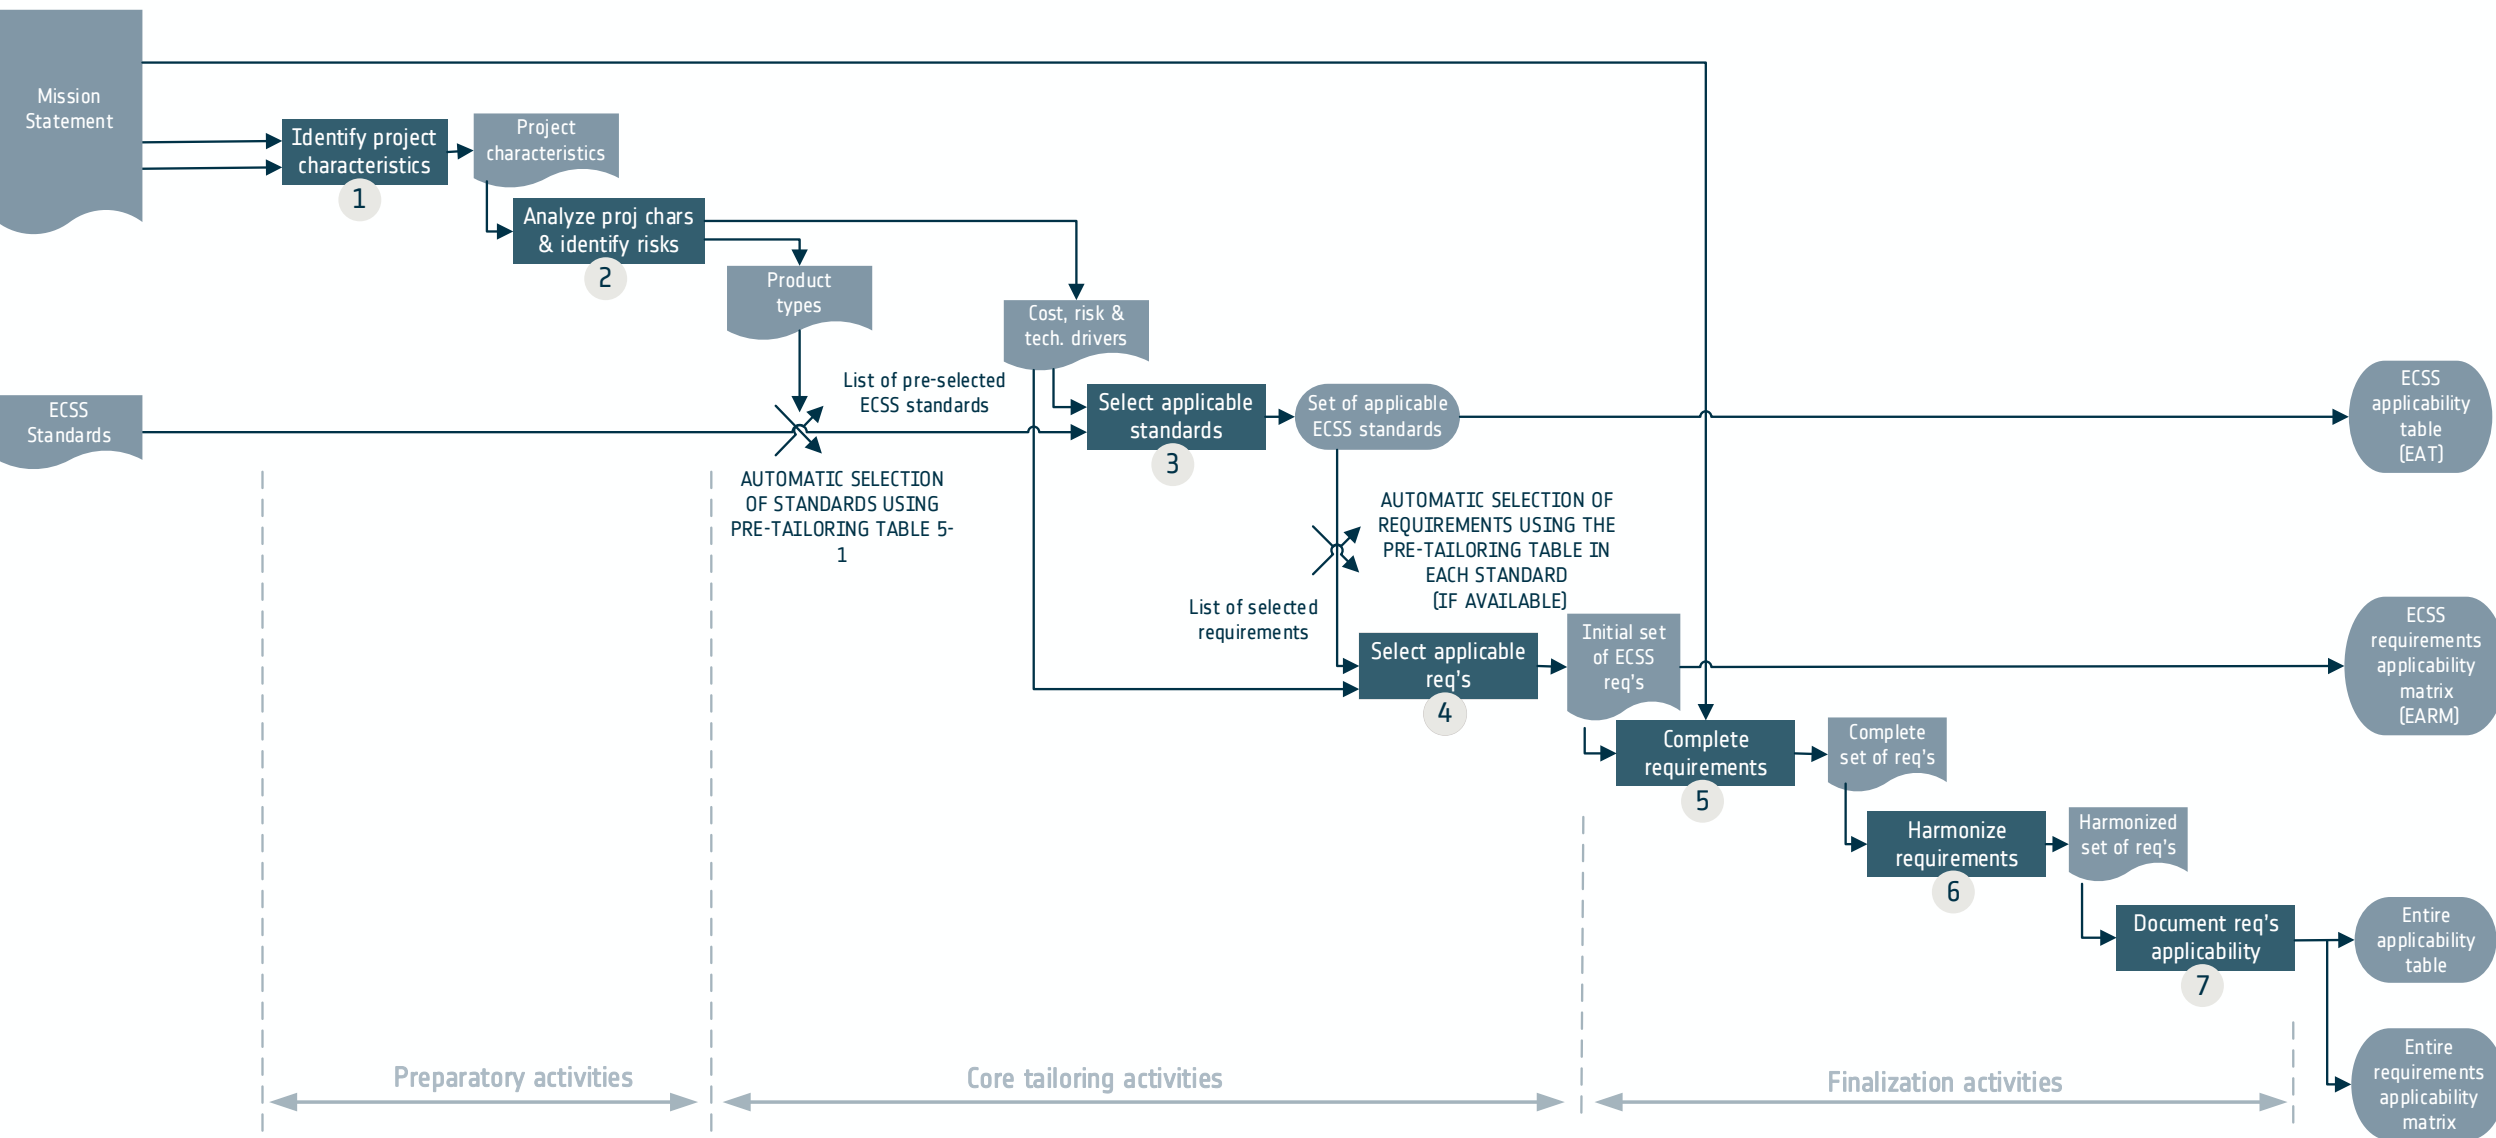 Mission
Statement
Identify project
characteristics
1
Project
characteristics
Analyze proj chars
& identify risks
2
Product
types
Cost, risk &
tech. drivers
ECSS
Standards
List of pre-selected
ECSS standards
AUTOMATIC SELECTION
OF STANDARDS USING
PRE-TAILORING TABLE 5-
1
Select applicable
standards
3
Set of applicable
ECSS standards
ECSS
applicability
table
(EAT)
AUTOMATIC SELECTION OF
REQUIREMENTS USING THE
PRE-TAILORING TABLE IN
EACH STANDARD
(IF AVAILABLE)
List of selected
requirements
Select applicable
req's
4
Initial set
of ECSS
req's
ECSS
requirements
applicability
matrix
(EARM)
Complete
requirements
5
Complete
set of req's
Harmonize
requirements
6
Harmonized
set of req's
Document req's
applicability
7
Entire
applicability
table
Entire
requirements
applicability
matrix
Preparatory activities
Core tailoring activities
Finalization activities